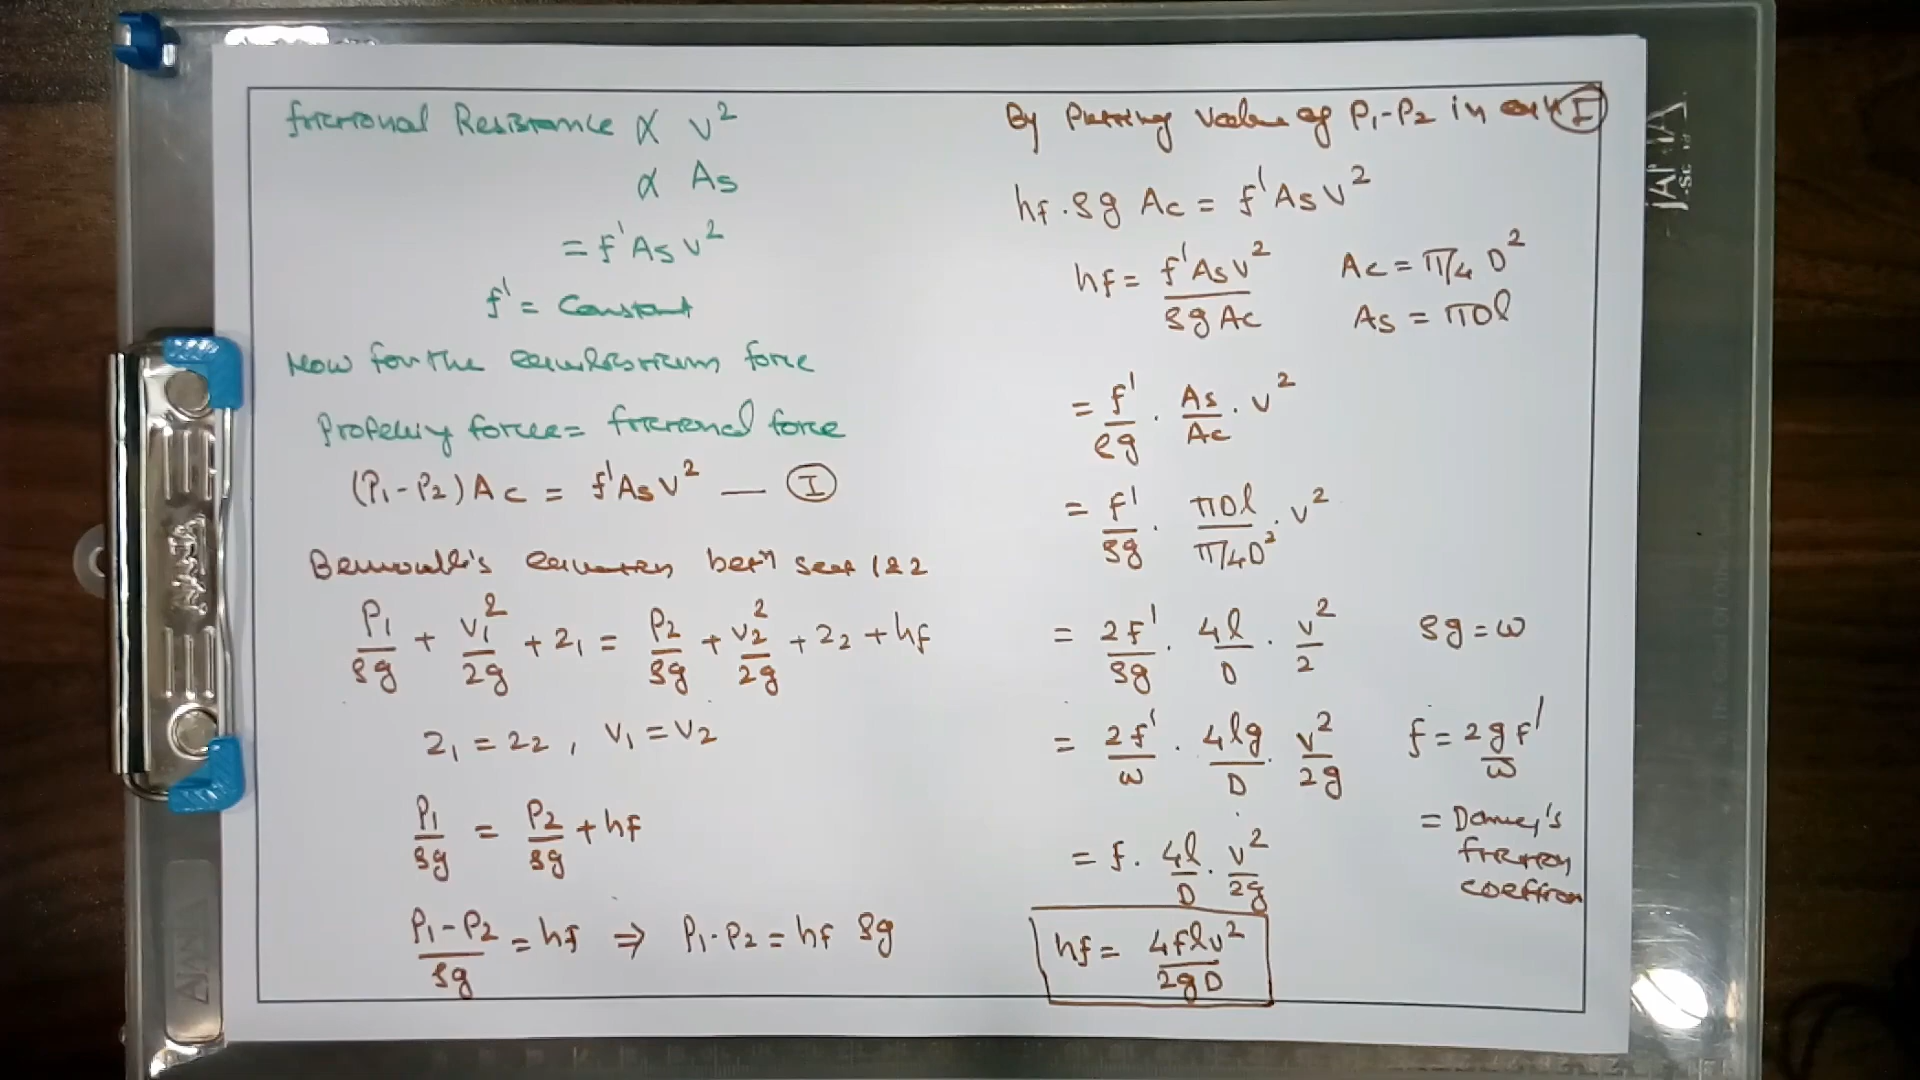 frictional Resistance ∝ v²
∝ As
= f' As v²
f' = Constant
Now for the equilibrium force
Propelling force = frictional force
(P₁ - P₂) Ac = f' As v² — (I)
Bernoulli's equation betⁿ sect 1 & 2
P₁/ρg + v₁²/2g + z₁ = P₂/ρg + v₂²/2g + z₂ + hf
z₁ = z₂ , v₁ = v₂
P₁/ρg = P₂/ρg + hf
P₁-P₂/ρg = hf ⇒ P₁-P₂ = hf ρg
By Putting value of P₁-P₂ in eqⁿ (I)
hf . ρg Ac = f' As v²
hf = f' As v²/ρg Ac Ac = π/4 D²
As = πDl
= f'/ρg . As/Ac . v²
= f'/ρg . πDl/π/4D² . v²
= 2f'/ρg . 4l/D . v²/2 ρg = ω
= 2f'/ω . 4lg/D . v²/2g f = 2gf'/ω
= Darcy's
friction
= f . 4l/D . v²/2g
hf = 4flv²/2gD